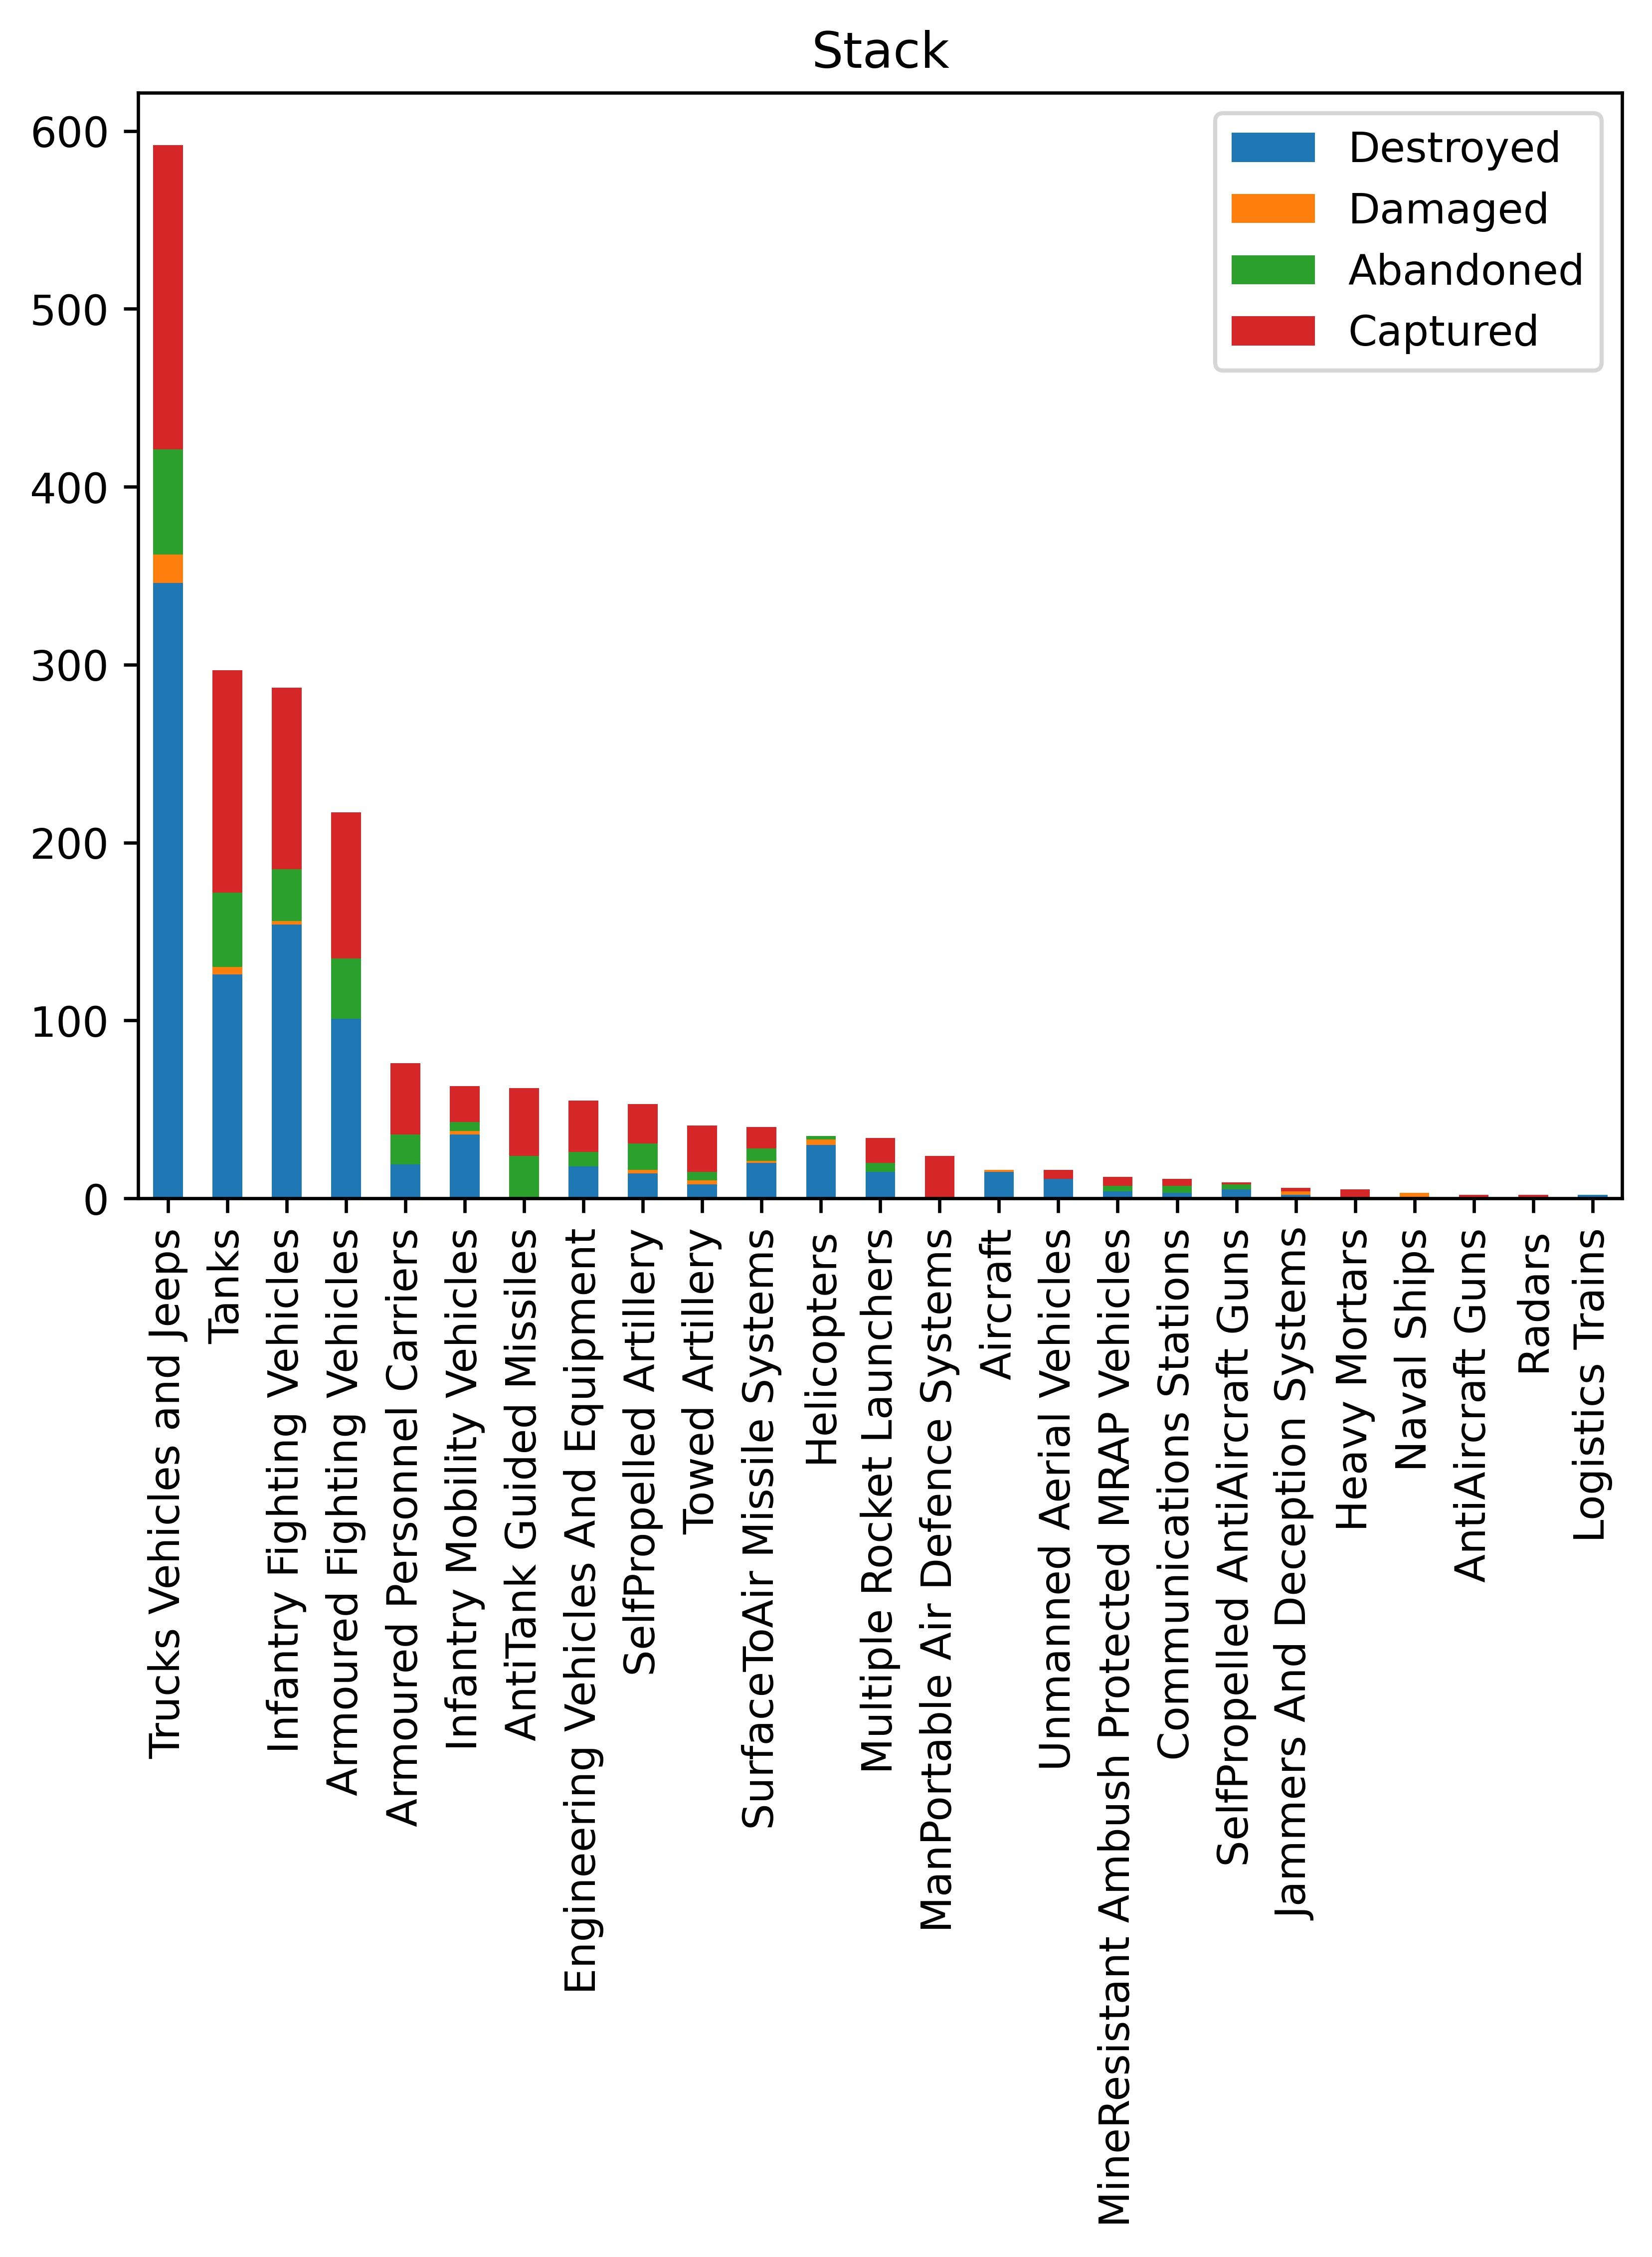 Stack
600
500
400
300
200
100
0
Destroyed
Damaged
Abandoned
Captured
Trucks Vehicles and Jeeps
Tanks
Infantry Fighting Vehicles
Armoured Fighting Vehicles
Armoured Personnel Carriers
Infantry Mobility Vehicles
AntiTank Guided Missiles
Engineering Vehicles And Equipment
SelfPropelled Artillery
Towed Artillery
SurfaceToAir Missile Systems
Helicopters
Multiple Rocket Launchers
ManPortable Air Defence Systems
Aircraft
Unmanned Aerial Vehicles
MineResistant Ambush Protected MRAP Vehicles
Communications Stations
SelfPropelled AntiAircraft Guns
Jammers And Deception Systems
Heavy Mortars
Naval Ships
AntiAircraft Guns
Radars
Logistics Trains